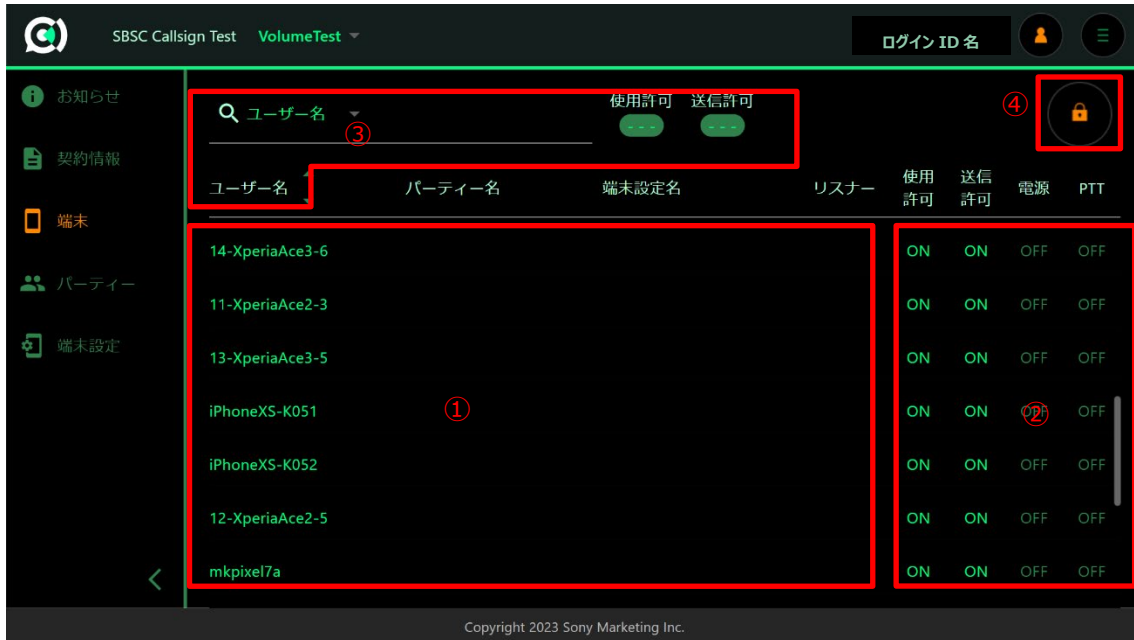 SBSC Callsign Test VolumeTest ログイン ID 名
お知らせ
契約情報
端末
パーティー
端末設定
ユーザー名 ③ 使用許可 送信許可 ④
--- ---
ユーザー名 パーティー名 端末設定名 リスナー 使用許可 送信許可 電源 PTT
14-XperiaAce3-6 ON ON OFF OFF
11-XperiaAce2-3 ON ON OFF OFF
13-XperiaAce3-5 ON ON OFF OFF
iPhoneXS-K051 ① ON ON OFF ② OFF
iPhoneXS-K052 ON ON OFF OFF
12-XperiaAce2-5 ON ON OFF OFF
mkpixel7a ON ON OFF OFF
Copyright 2023 Sony Marketing Inc.